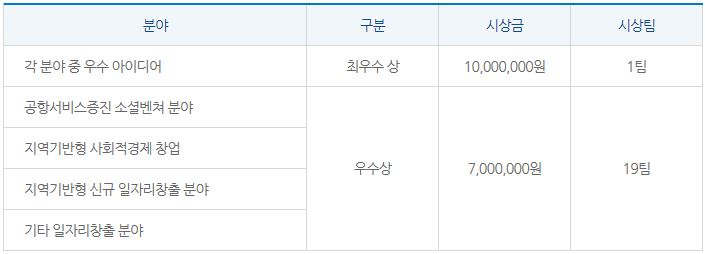 분야 구분 시상금 시상팀
각 분야 중 우수 아이디어 최우수 상 10,000,000원 1팀
공항서비스증진 소셜벤쳐 분야
지역기반형 사회적경제 창업
우수상 7,000,000원 19팀
지역기반형 신규 일자리창출 분야
기타 일자리창출 분야